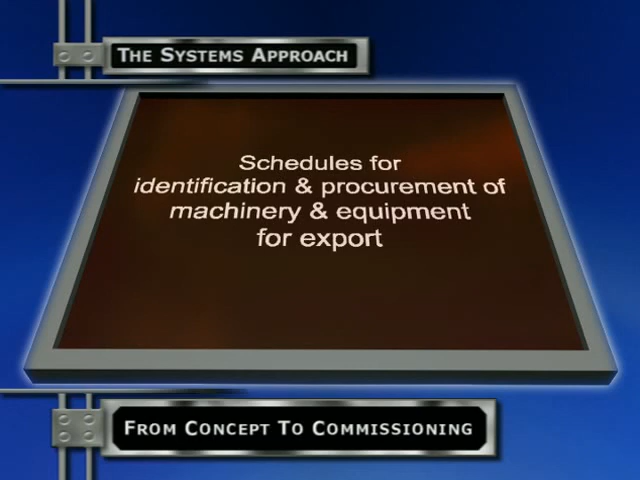 THE SYSTEMS APPROACH
Schedules for
identification & procurement of
machinery & equipment
for export
FROM CONCEPT TO COMMISSIONING